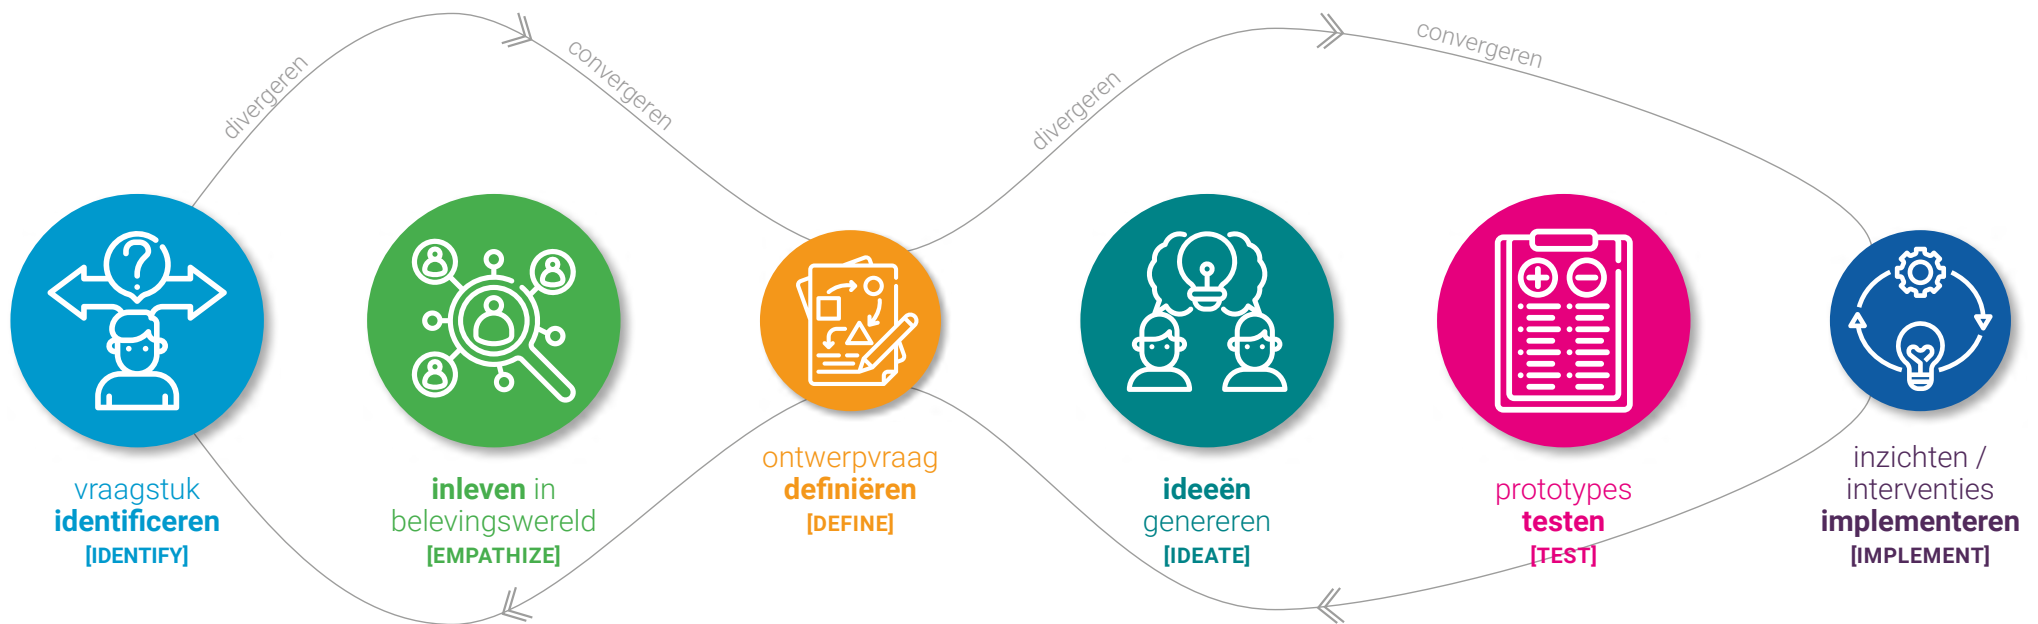 divergeren
convergeren
divergeren
convergeren
vraagstuk
identificeren
[IDENTIFY]
inleven in
belevingswereld
[EMPATHIZE]
ontwerpvraag
definiëren
[DEFINE]
ideeën
genereren
[IDEATE]
prototypes
testen
[TEST]
inzichten /
interventies
implementeren
[IMPLEMENT]